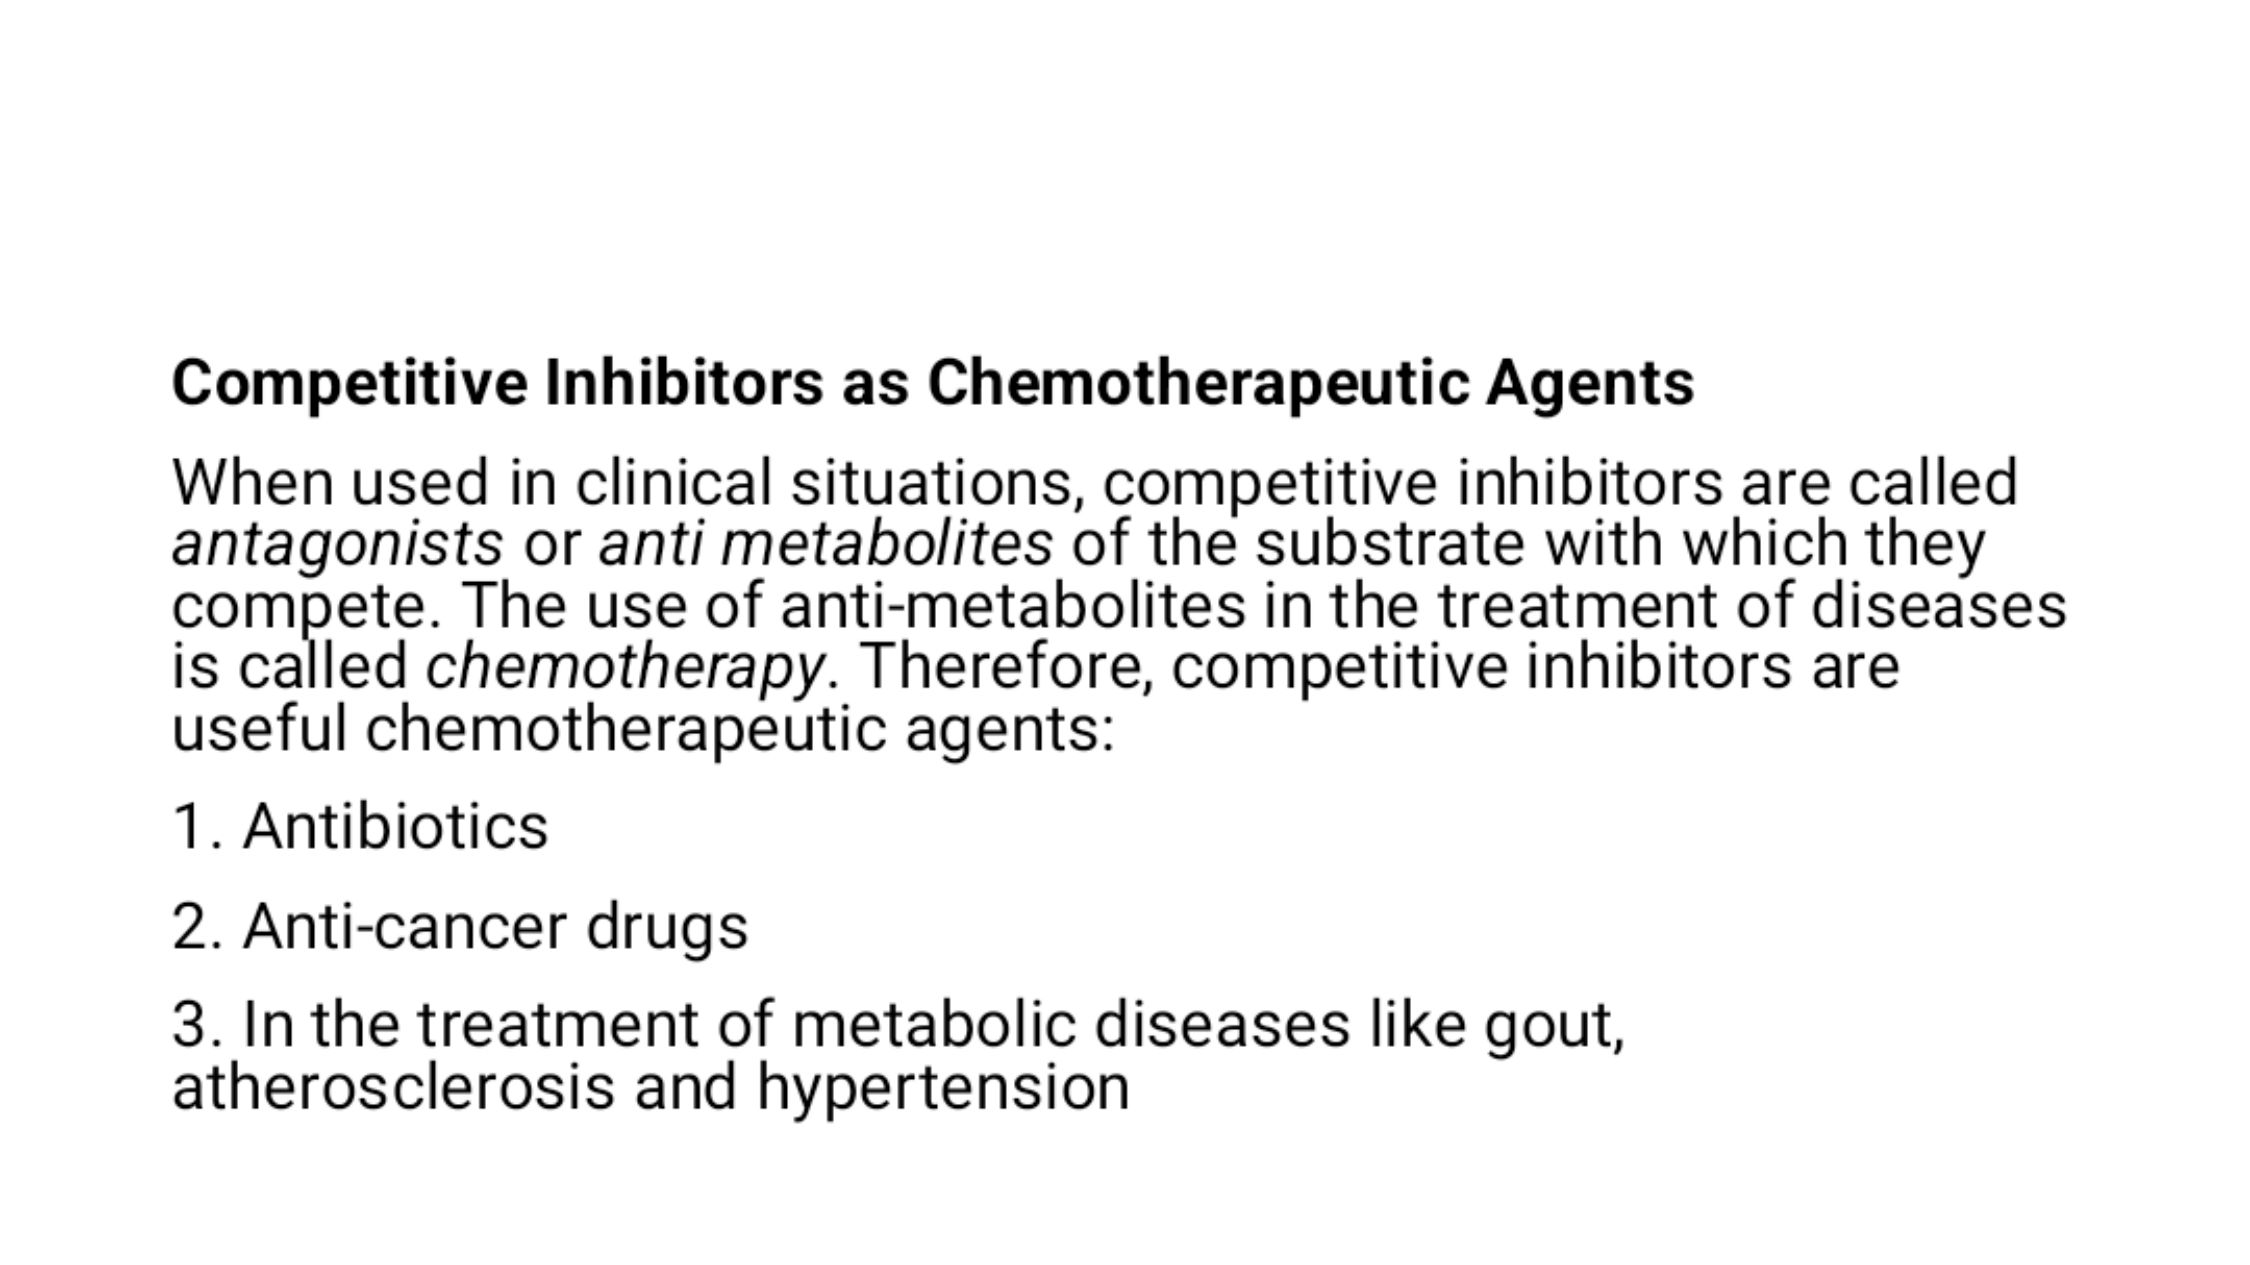 Competitive Inhibitors as Chemotherapeutic Agents
When used in clinical situations, competitive inhibitors are called
antagonists or anti metabolites of the substrate with which they
compete. The use of anti-metabolites in the treatment of diseases
is called chemotherapy. Therefore, competitive inhibitors are
useful chemotherapeutic agents:
1. Antibiotics
2. Anti-cancer drugs
3. In the treatment of metabolic diseases like gout,
atherosclerosis and hypertension